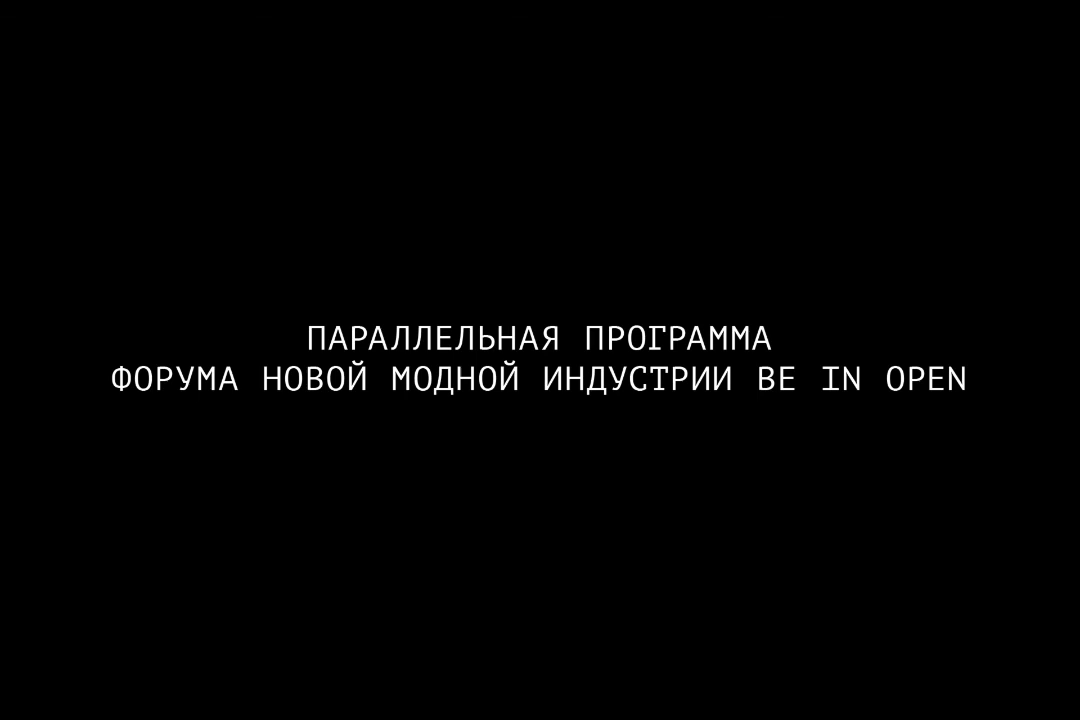 ПАРАЛЛЕЛЬНАЯ ПРОГРАММА
ФОРУМА НОВОЙ МОДНОЙ ИНДУСТРИИ BE IN OPEN